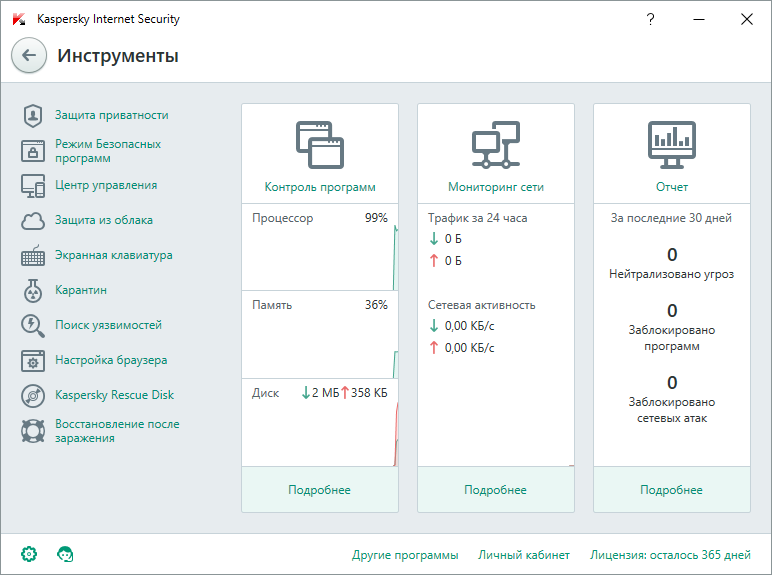 Kaspersky Internet Security
?
Инструменты
Защита приватности
Режим Безопасных
программ
Центр управления
Защита из облака
Экранная клавиатура
Карантин
Поиск уязвимостей
Настройка браузера
Kaspersky Rescue Disk
Восстановление после
заражения
Контроль программ
Процессор 99%
Память 36%
Диск ↓2 МБ ↑358 КБ
Подробнее
Мониторинг сети
Трафик за 24 часа
↓ 0 Б
↑ 0 Б
Сетевая активность
↓ 0,00 КБ/с
↑ 0,00 КБ/с
Подробнее
Отчет
За последние 30 дней
0
Нейтрализовано угроз
0
Заблокировано
программ
0
Заблокировано
сетевых атак
Подробнее
Другие программы Личный кабинет Лицензия: осталось 365 дней